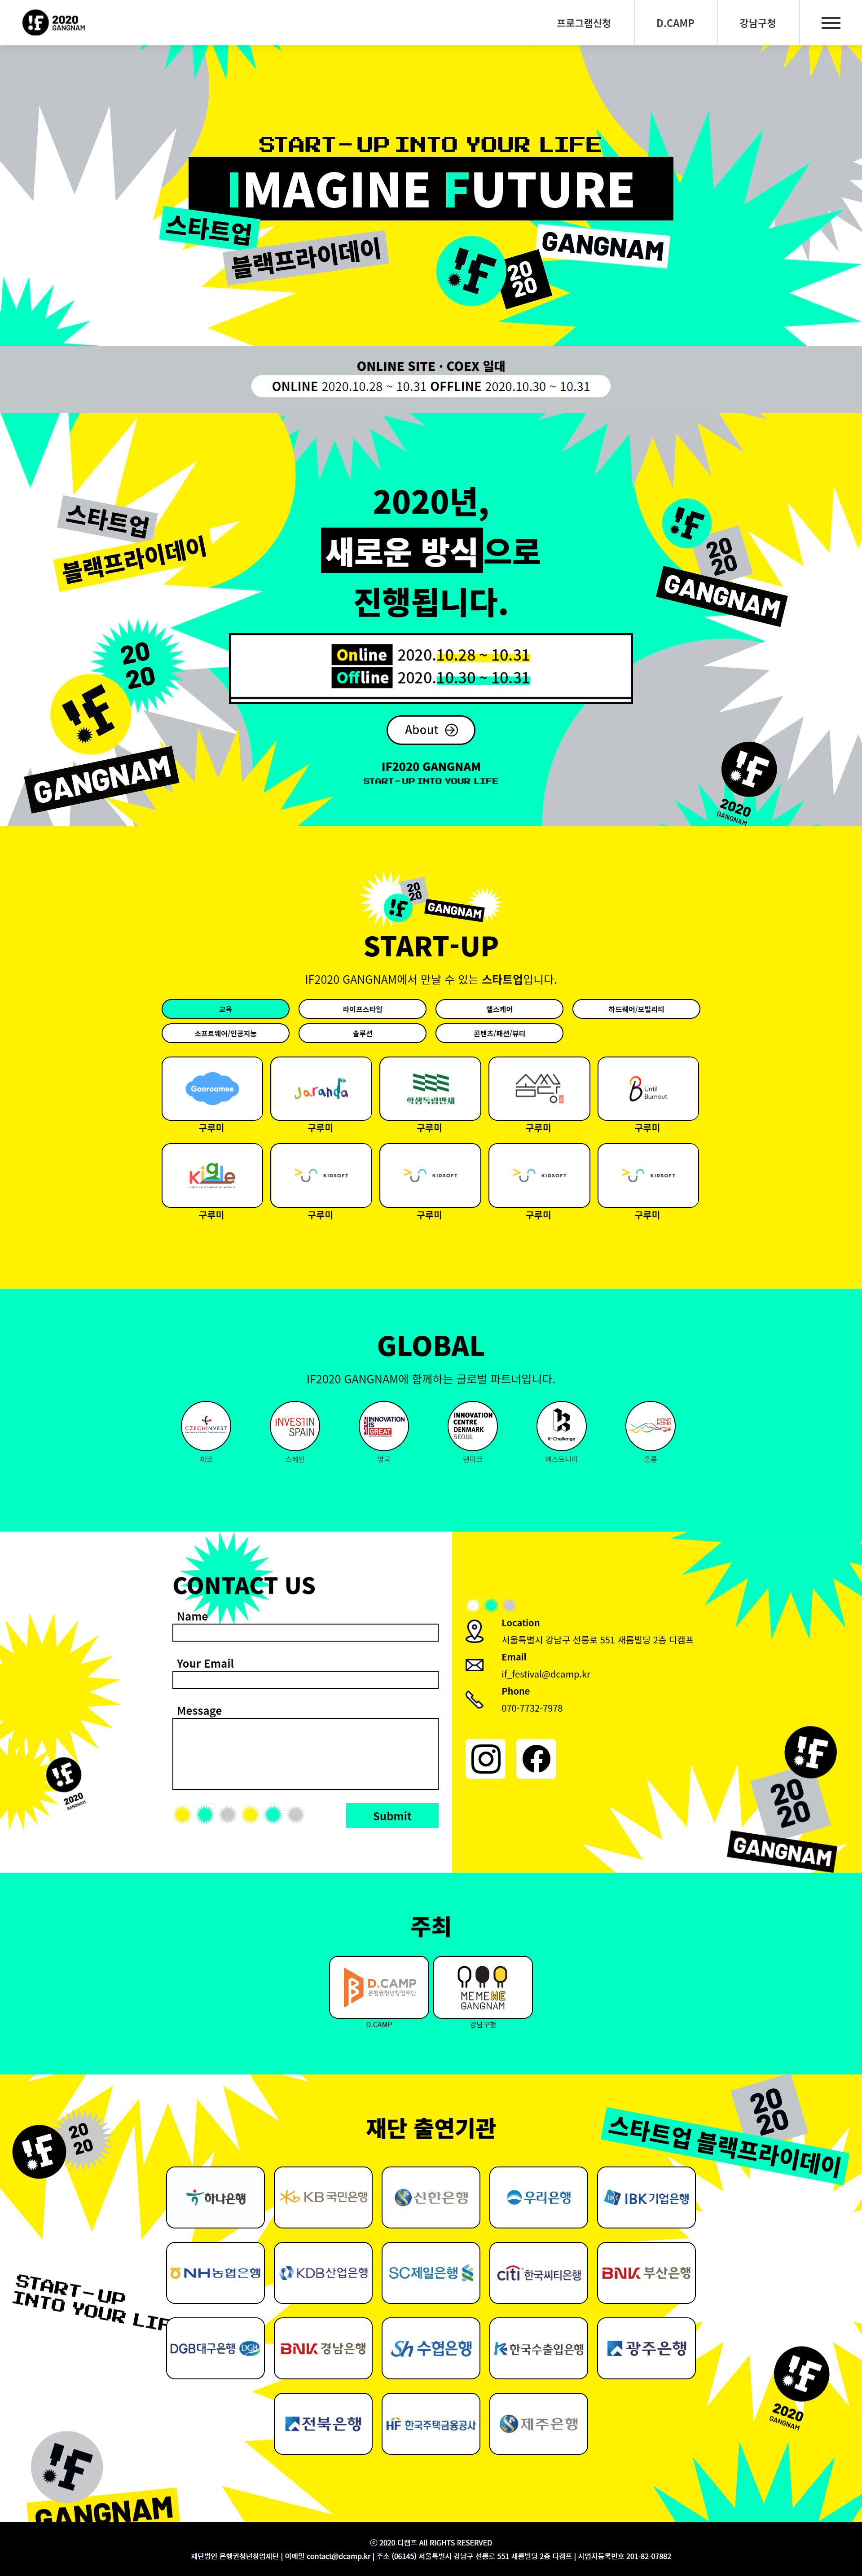 !F 2020 GANGNAM
프로그램신청
D.CAMP
강남구청
START-UP INTO YOUR LIFE
IMAGINE FUTURE
스타트업
블랙프라이데이
!F 2020
GANGNAM
ONLINE SITE · COEX 일대
ONLINE 2020.10.28 ~ 10.31 OFFLINE 2020.10.30 ~ 10.31
스타트업
블랙프라이데이
2020년,
새로운 방식으로
진행됩니다.
!F
2020
GANGNAM
Online 2020.10.28 ~ 10.31
Offline 2020.10.30 ~ 10.31
2020
!F
GANGNAM
About
IF2020 GANGNAM
START-UP INTO YOUR LIFE
!F
2020
GANGNAM
2020
!F GANGNAM
START-UP
IF2020 GANGNAM에서 만날 수 있는 스타트업입니다.
교육
라이프스타일
헬스케어
하드웨어/모빌리티
소프트웨어/인공지능
솔루션
콘텐츠/패션/뷰티
Gooroomee
Jaranda
학생독립만세
솜씨당
Until Burnout
구루미
구루미
구루미
구루미
구루미
kigle
KIDSOFT
KIDSOFT
KIDSOFT
KIDSOFT
구루미
구루미
구루미
구루미
구루미
GLOBAL
IF2020 GANGNAM에 함께하는 글로벌 파트너입니다.
CZECHINVEST
INVEST IN SPAIN
INNOVATION IS GREAT
INNOVATION CENTRE DENMARK SEOUL
K-Challenge
HONG KONG
체코
스페인
영국
덴마크
에스토니아
홍콩
CONTACT US
Name
Your Email
Message
Submit
!F
2020
GANGNAM
Location
서울특별시 강남구 선릉로 551 새롬빌딩 2층 디캠프
Email
if_festival@dcamp.kr
Phone
070-7732-7978
!F
2020
GANGNAM
주최
D.CAMP
은행권청년창업재단
MEMEWE
GANGNAM
D.CAMP
강남구청
!F 2020
재단 출연기관
2020
스타트업 블랙프라이데이
하나은행
KB국민은행
신한은행
우리은행
IBK기업은행
NH농협은행
KDB산업은행
SC제일은행
citi 한국씨티은행
BNK 부산은행
START-UP
INTO YOUR LIF
DGB대구은행 DGB
BNK 경남은행
Sh수협은행
한국수출입은행
광주은행
전북은행
HF 한국주택금융공사
제주은행
!F
2020
GANGNAM
!F
GANGNAM
ⓒ 2020 디캠프 All RIGHTS RESERVED
재단법인 은행권청년창업재단 | 이메일 contact@dcamp.kr | 주소 (06145) 서울특별시 강남구 선릉로 551 새롬빌딩 2층 디캠프 | 사업자등록번호 201-82-07882